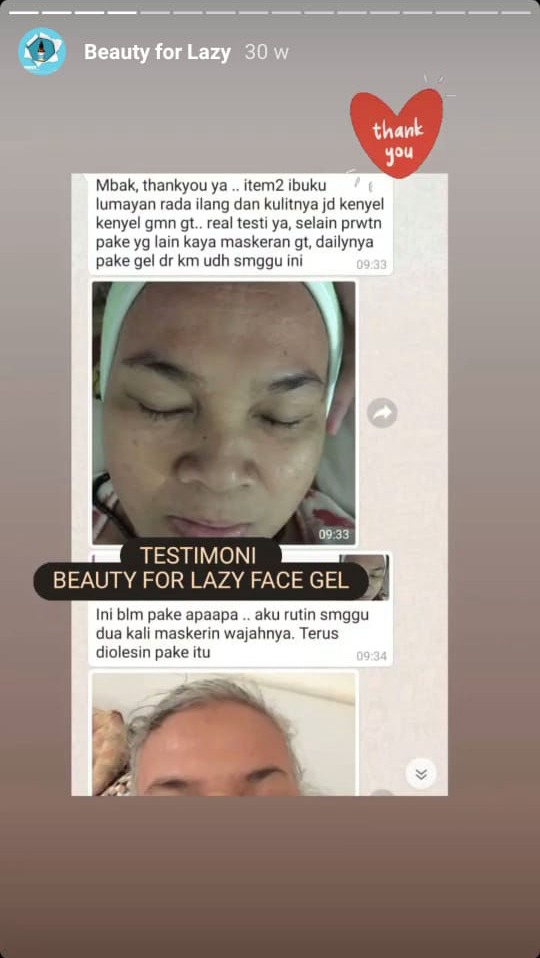 Beauty for Lazy 30 w
thank
you
Mbak, thankyou ya .. item2 ibuku
lumayan rada ilang dan kulitnya jd kenyel
kenyel gmn gt.. real testi ya, selain prwtn
pake yg lain kaya maskeran gt, dailynya
pake gel dr km udh smggu ini
09:33
09:33
TESTIMONI
BEAUTY FOR LAZY FACE GEL
Ini blm pake apaapa .. aku rutin smggu
dua kali maskerin wajahnya. Terus
diolesin pake itu
09:34